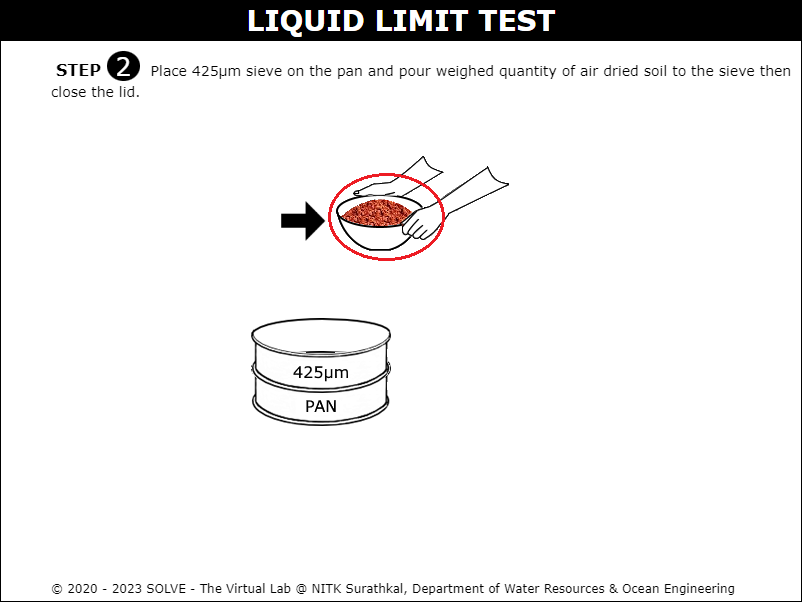 LIQUID LIMIT TEST
STEP 2 Place 425µm sieve on the pan and pour weighed quantity of air dried soil to the sieve then
close the lid.
425µm
PAN
© 2020 - 2023 SOLVE - The Virtual Lab @ NITK Surathkal, Department of Water Resources & Ocean Engineering